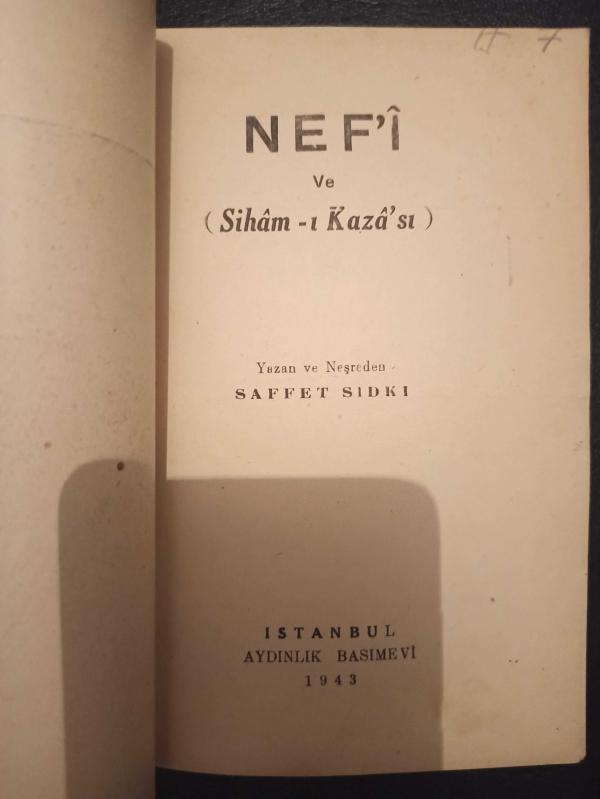 NEF'Î
Ve
( Sihâm-ı Kazâ'sı )
Yazan ve Neşreden
SAFFET SIDKI
ISTANBUL
AYDINLIK BASIMEVİ
1943